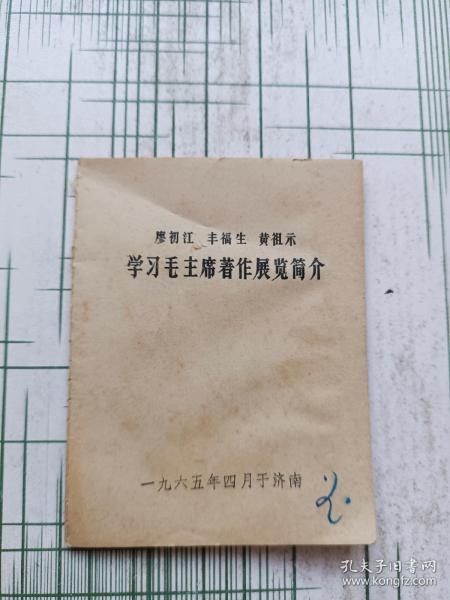 廖初江 丰福生 黄祖示
学习毛主席著作展览简介
一九六五年四月于济南
孔夫子旧书网
www.kongfz.com